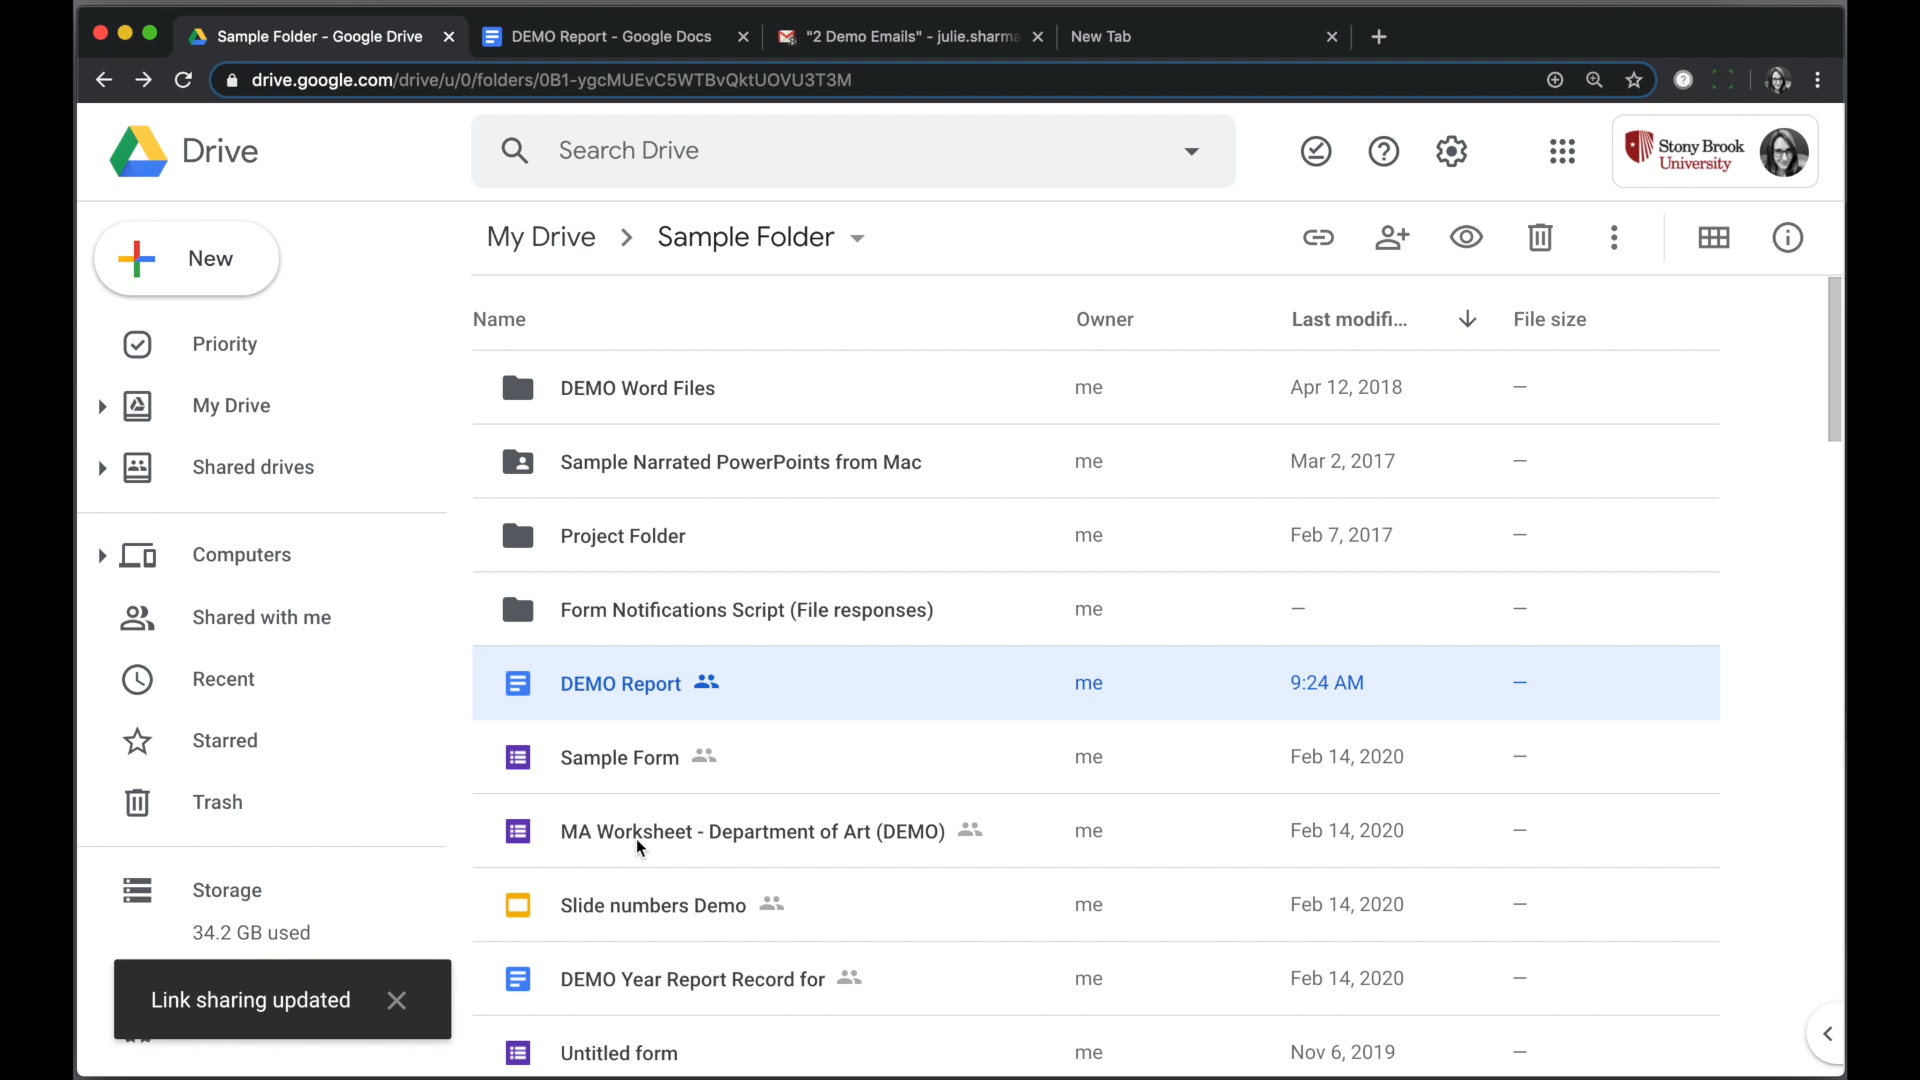 Sample Folder - Google Drive
DEMO Report - Google Docs
"2 Demo Emails" - julie.sharma
New Tab
drive.google.com/drive/u/0/folders/0B1-ygcMUEvC5WTBvQktUOVU3T3M
Drive
Search Drive
Stony Brook
University
New
My Drive > Sample Folder
Name Owner Last modifi... File size
Priority
My Drive
Shared drives
Computers
Shared with me
Recent
Starred
Trash
Storage
34.2 GB used
Link sharing updated
DEMO Word Files me Apr 12, 2018 —
Sample Narrated PowerPoints from Mac me Mar 2, 2017 —
Project Folder me Feb 7, 2017 —
Form Notifications Script (File responses) me — —
DEMO Report me 9:24 AM —
Sample Form me Feb 14, 2020 —
MA Worksheet - Department of Art (DEMO) me Feb 14, 2020 —
Slide numbers Demo me Feb 14, 2020 —
DEMO Year Report Record for me Feb 14, 2020 —
Untitled form me Nov 6, 2019 —